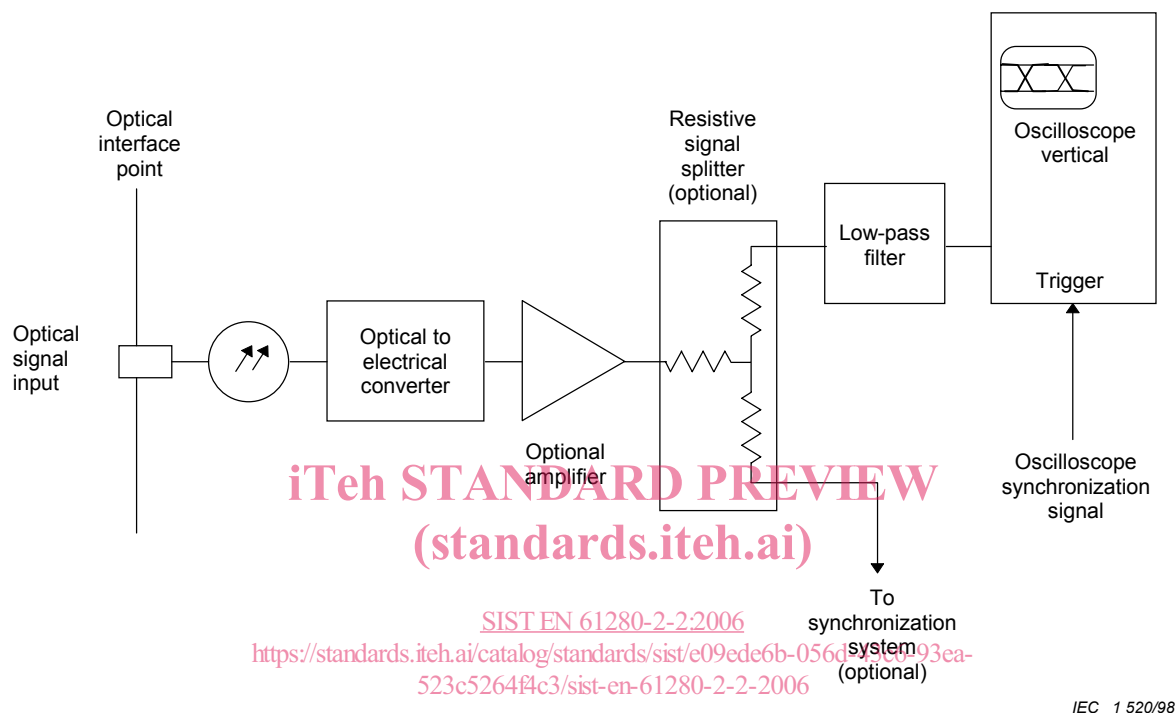 Optical
interface
point
Resistive
signal
splitter
(optional)
Oscilloscope
vertical
Low-pass
filter
Trigger
Optical
signal
input
Optical to
electrical
converter
Optional
amplifier
Oscilloscope
synchronization
signal
iTeh STANDARD PREVIEW
(standards.iteh.ai)
To
synchronization
system
(optional)
SIST EN 61280-2-2:2006
https://standards.iteh.ai/catalog/standards/sist/e09ede6b-056d-43c6-93ea-
523c5264f4c3/sist-en-61280-2-2-2006
IEC 1 520/98